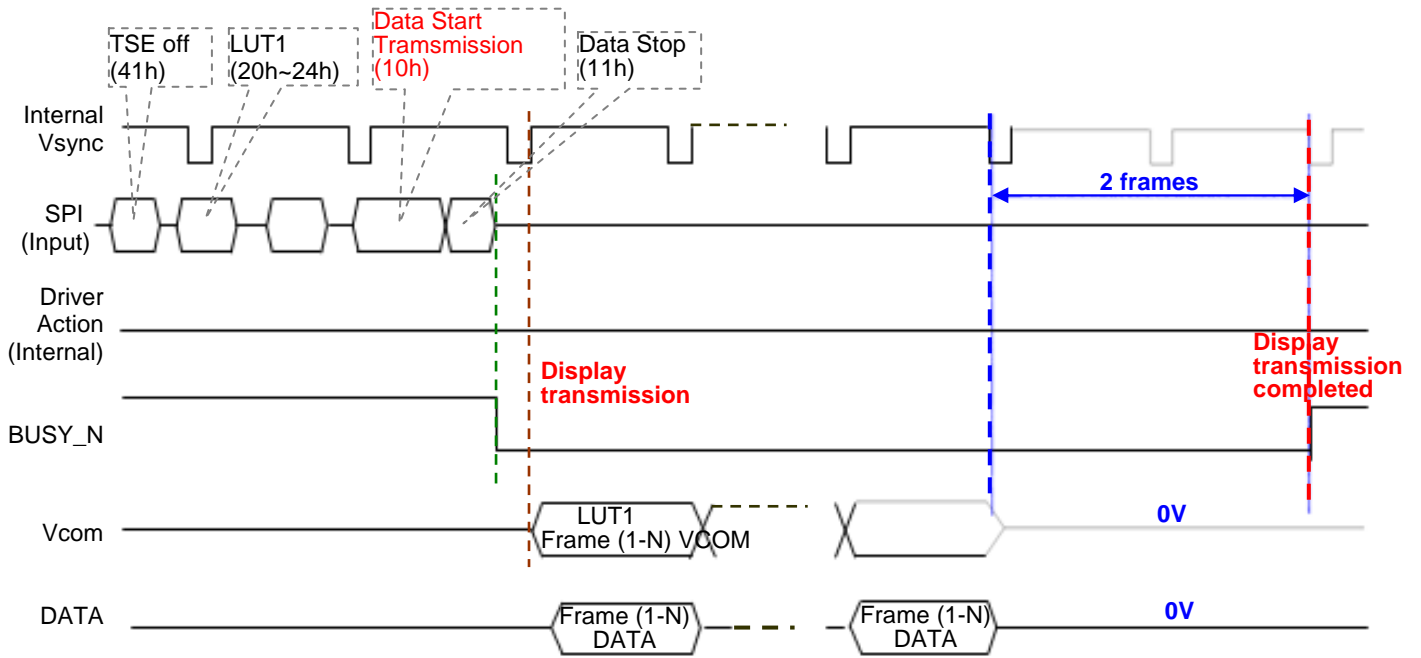 TSE off
(41h)
LUT1
(20h~24h)
Data Start
Tramsmission
(10h)
Data Stop
(11h)
Internal
Vsync
2 frames
SPI
(Input)
Driver
Action
(Internal)
Display
transmission
Display
transmission
completed
BUSY_N
Vcom
LUT1
Frame (1-N) VCOM
0V
DATA
Frame (1-N)
DATA
Frame (1-N)
DATA
0V